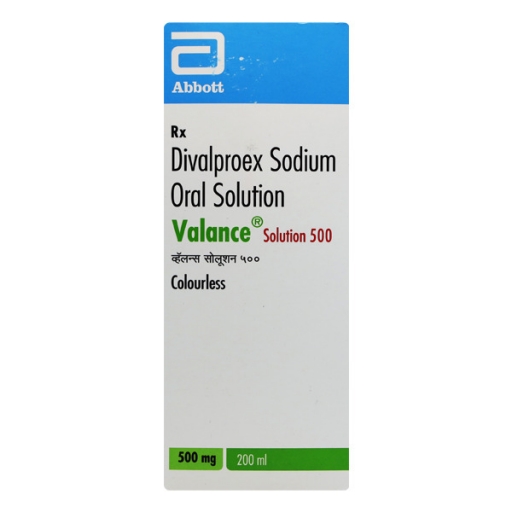 Abbott
Rx
Divalproex Sodium
Oral Solution
Valance® Solution 500
व्हॅलन्स सोलूशन ५००
Colourless
500 mg 200 ml